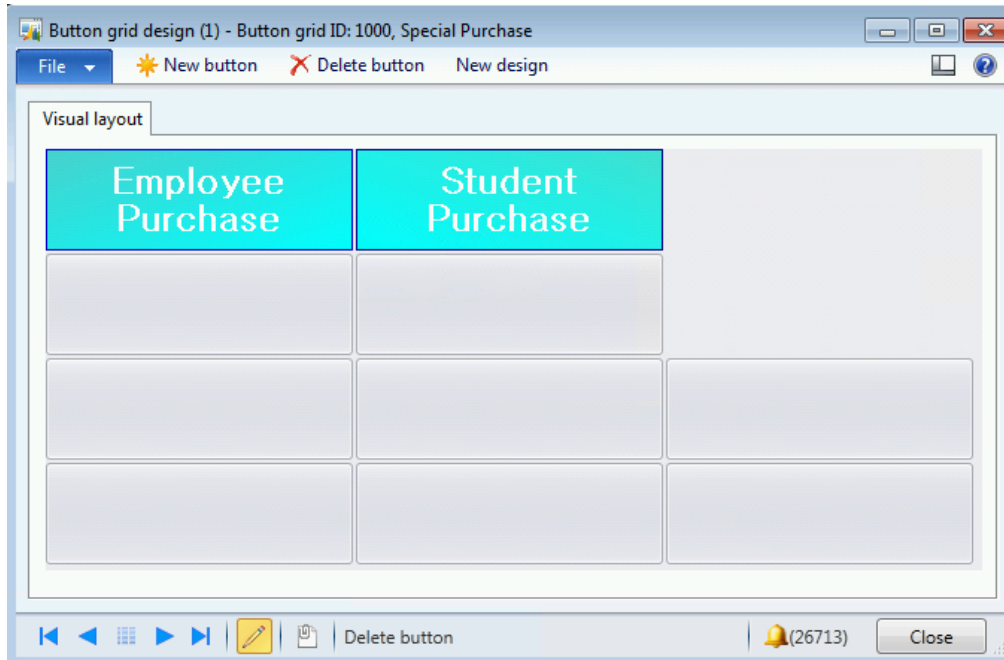 Button grid design (1) - Button grid ID: 1000, Special Purchase
File New button Delete button New design
Visual layout
Employee Student
Purchase Purchase
Delete button (26713) Close